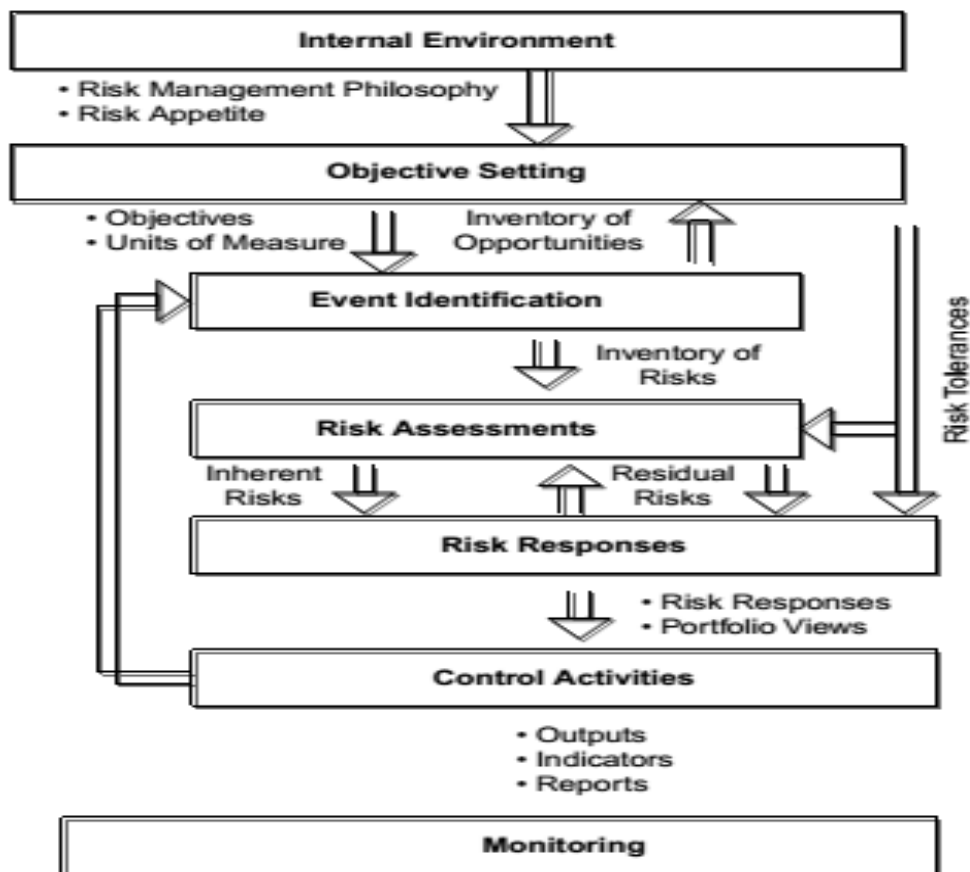 Internal Environment
• Risk Management Philosophy
• Risk Appetite
Objective Setting
• Objectives
• Units of Measure
Inventory of
Opportunities
Event Identification
Inventory of
Risks
Risk Tolerances
Risk Assessments
Inherent
Risks
Residual
Risks
Risk Responses
• Risk Responses
• Portfolio Views
Control Activities
• Outputs
• Indicators
• Reports
Monitoring